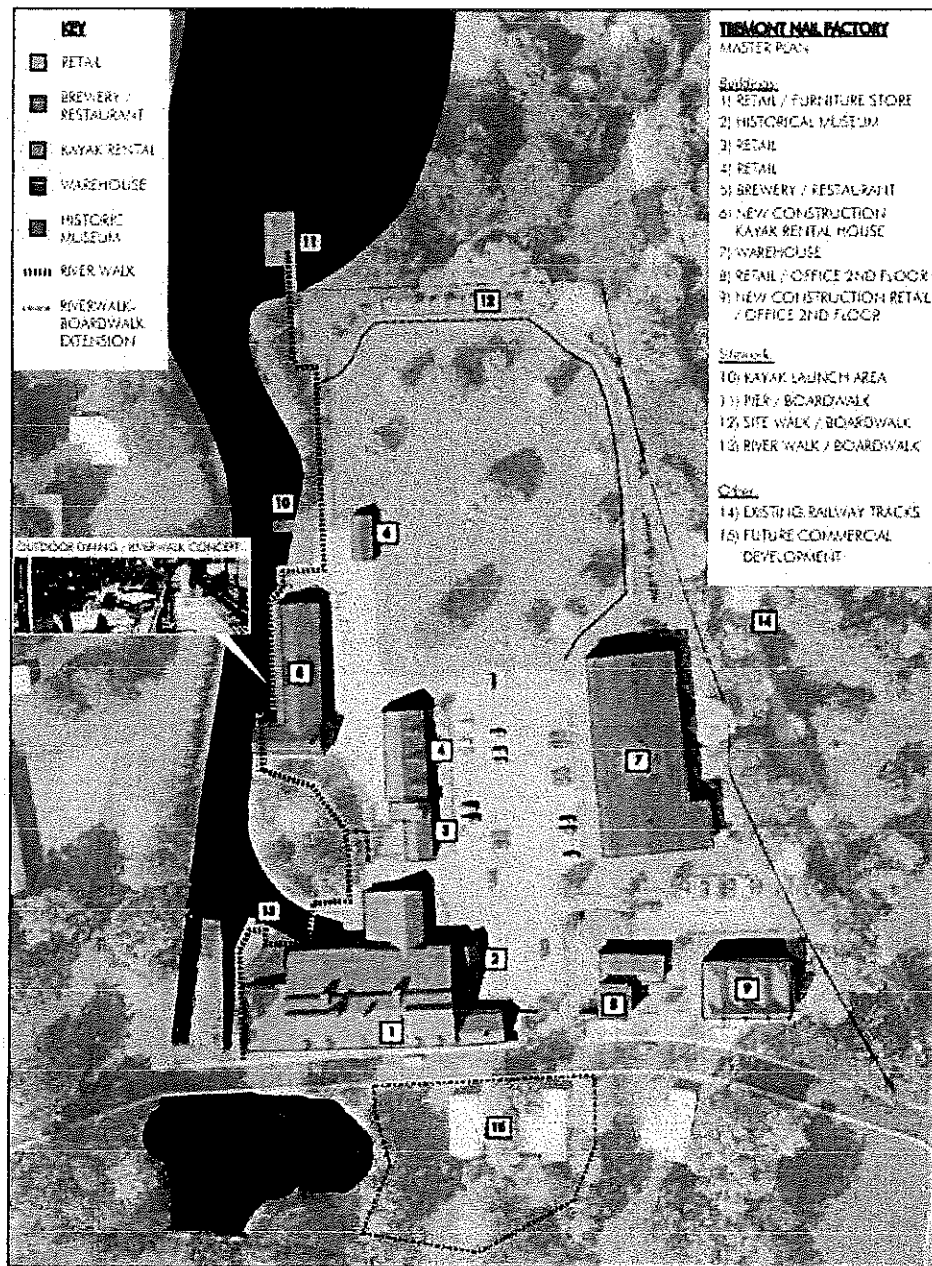 KEY
RETAIL
BREWERY /
RESTAURANT
KAYAK RENTAL
WAREHOUSE
HISTORIC
MUSEUM
RIVER WALK
RIVERWALK-
BOARDWALK
EXTENSION
TREMONT NAIL FACTORY
MASTER PLAN
Buildings:
1) RETAIL / FURNITURE STORE
2) HISTORICAL MUSEUM
3) RETAIL
4) RETAIL
5) BREWERY / RESTAURANT
6) NEW CONSTRUCTION
KAYAK RENTAL HOUSE
7) WAREHOUSE
8) RETAIL / OFFICE 2ND FLOOR
9) NEW CONSTRUCTION RETAIL
/ OFFICE 2ND FLOOR
Sitework:
10) KAYAK LAUNCH AREA
11) PIER / BOARDWALK
12) SITE WALK / BOARDWALK
13) RIVER WALK / BOARDWALK
Other:
14) EXISTING RAILWAY TRACKS
15) FUTURE COMMERCIAL
DEVELOPMENT
11
12
10
6
OUTDOOR DINING / RIVERWALK CONCEPT
14
5
4
7
3
13
2
8
9
1
15